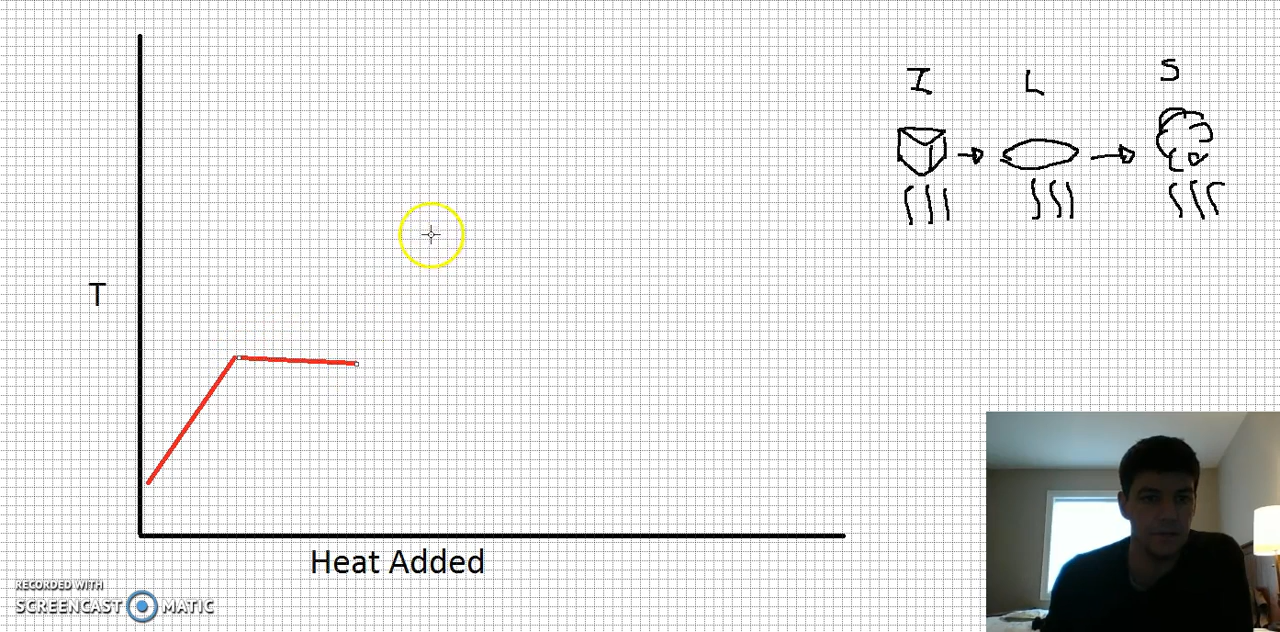 I L S
T
Heat Added
RECORDED WITH
SCREENCAST MATIC